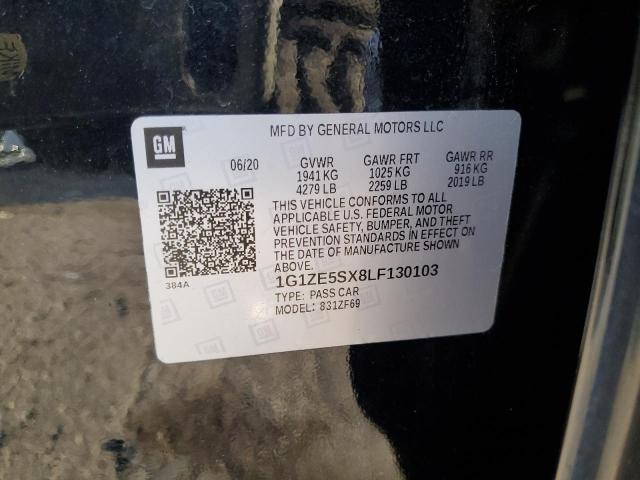 MFD BY GENERAL MOTORS LLC
GM
06/20 GVWR GAWR FRT GAWR RR
1941 KG 1025 KG 916 KG
4279 LB 2259 LB 2019 LB
THIS VEHICLE CONFORMS TO ALL
APPLICABLE U.S. FEDERAL MOTOR
VEHICLE SAFETY, BUMPER, AND THEFT
PREVENTION STANDARDS IN EFFECT ON
THE DATE OF MANUFACTURE SHOWN
ABOVE.
384A
1G1ZE5SX8LF130103
TYPE: PASS CAR
MODEL: 831ZF69